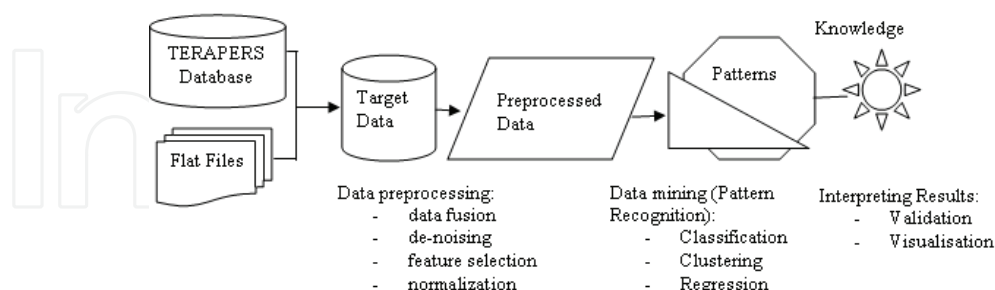 TERAPERS
Database
Flat Files
Target
Data
Preprocessed
Data
Patterns
Knowledge
Data preprocessing:
- data fusion
- de-noising
- feature selection
- normalization
Data mining (Pattern
Recognition):
- Classification
- Clustering
- Regression
Interpreting Results:
- Validation
- Visualisation
In